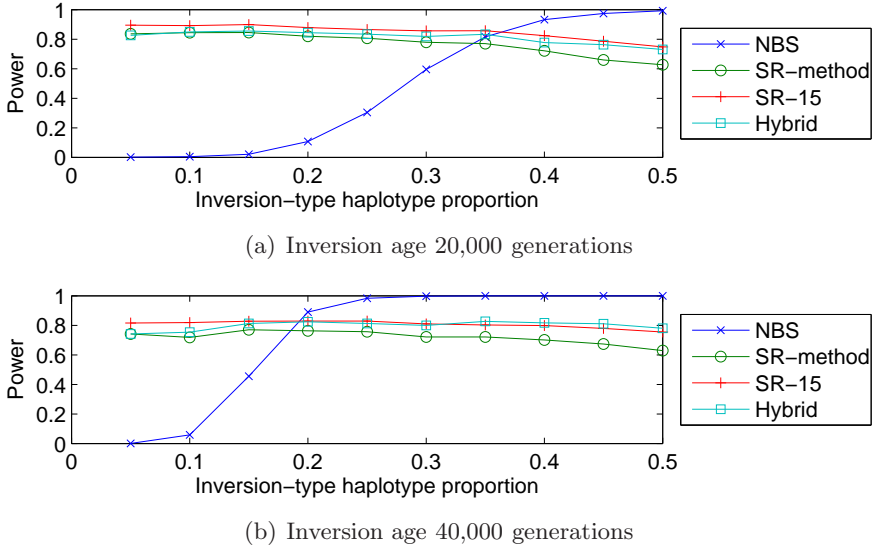 1
0.8
0.6
0.4
0.2
0
Power
0
0.1
0.2
0.3
0.4
0.5
Inversion−type haplotype proportion
NBS
SR−method
SR−15
Hybrid
(a) Inversion age 20,000 generations
1
0.8
0.6
0.4
0.2
0
Power
0
0.1
0.2
0.3
0.4
0.5
Inversion−type haplotype proportion
NBS
SR−method
SR−15
Hybrid
(b) Inversion age 40,000 generations